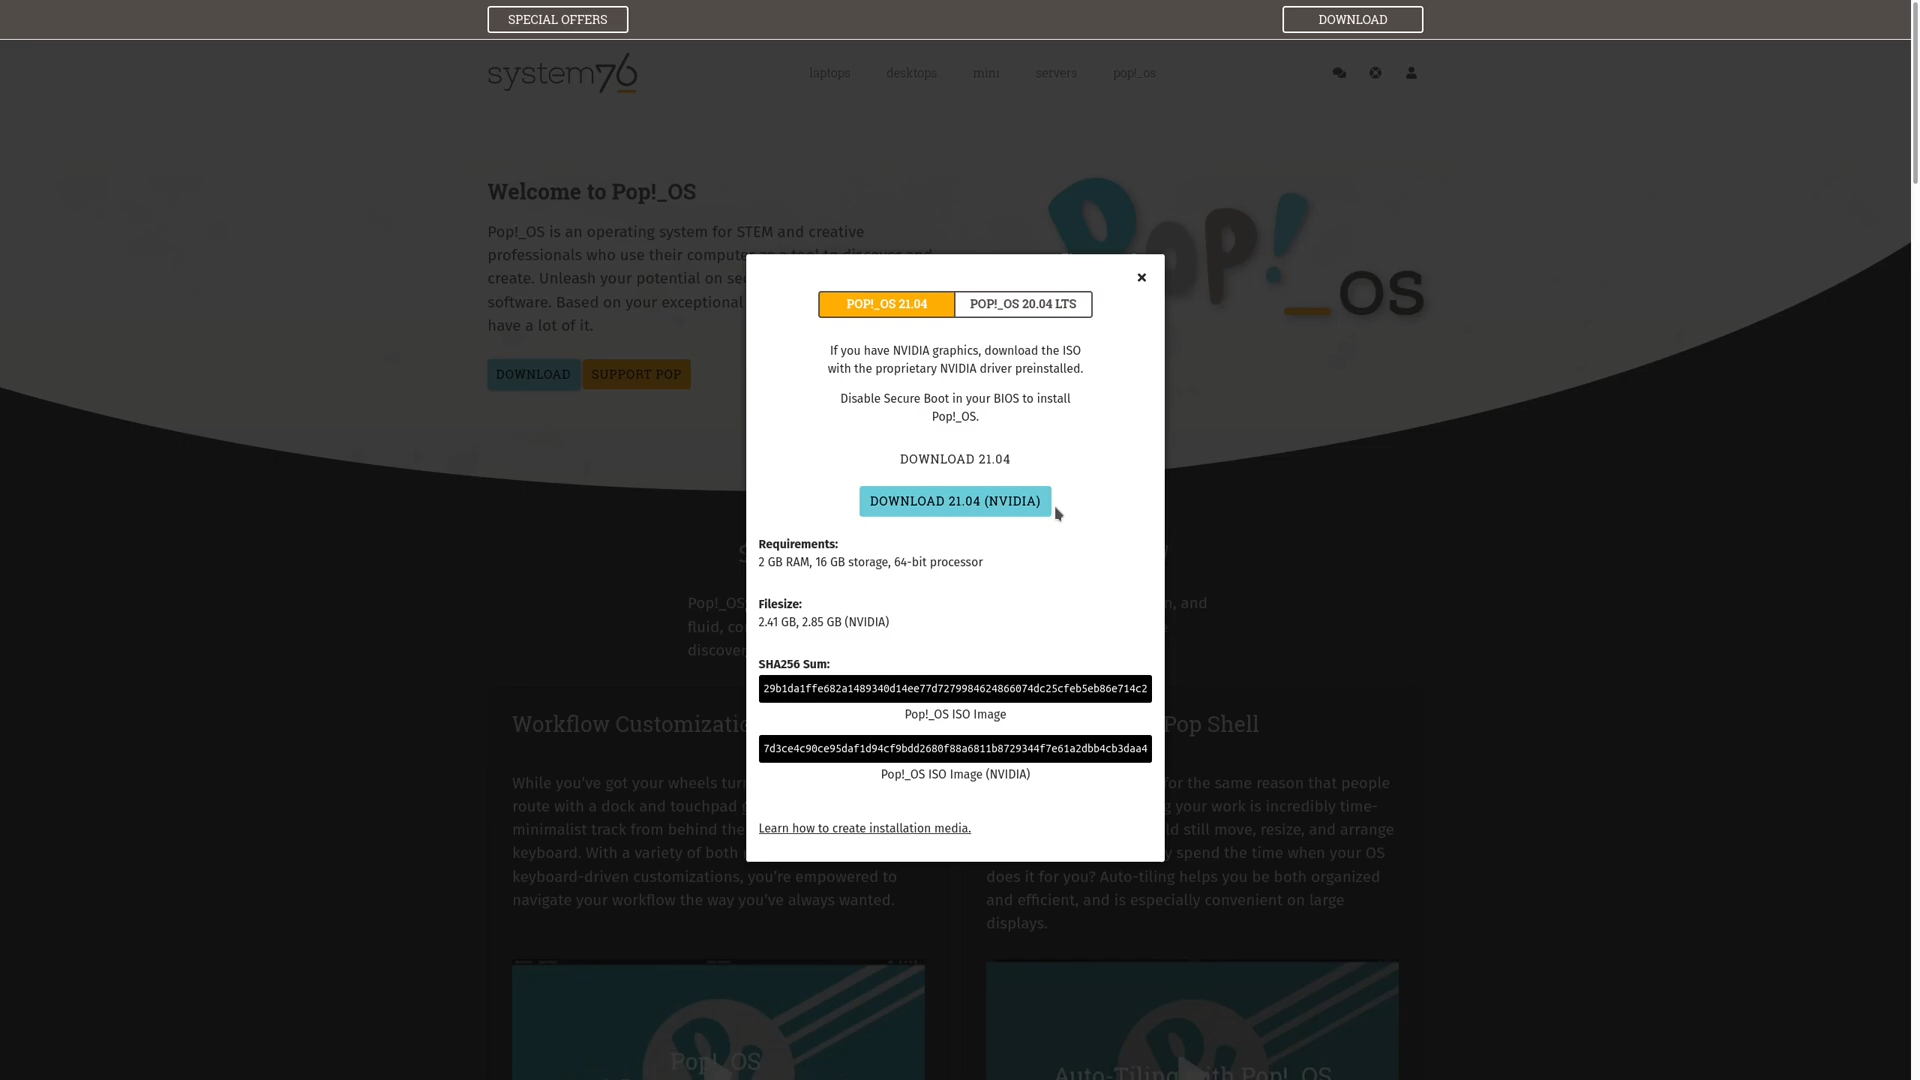 SPECIAL OFFERS
DOWNLOAD
system76
laptops
desktops
mini
servers
pop!_os
Welcome to Pop!_OS
Pop!_OS is an operating system for STEM and creative
professionals who use their computer as a tool to discover and
create. Unleash your potential on sec
software. Based on your exceptional
have a lot of it.
DOWNLOAD
SUPPORT POP
Pop!
_OS
×
POP!_OS 21.04
POP!_OS 20.04 LTS
If you have NVIDIA graphics, download the ISO
with the proprietary NVIDIA driver preinstalled.
Disable Secure Boot in your BIOS to install
Pop!_OS.
DOWNLOAD 21.04
DOWNLOAD 21.04 (NVIDIA)
Requirements:
2 GB RAM, 16 GB storage, 64-bit processor
Filesize:
2.41 GB, 2.85 GB (NVIDIA)
SHA256 Sum:
29b1da1ffe682a1489340d14ee77d7279984624866074dc25cfeb5eb86e714c2
Pop!_OS ISO Image
7d3ce4c90ce95daf1d94cf9bdd2680f88a6811b8729344f7e61a2dbb4cb3daa4
Pop!_OS ISO Image (NVIDIA)
Learn how to create installation media.
Pop!_OS
n, and
fluid, co
discover
Workflow Customizatio
While you've got your wheels turn
route with a dock and touchpad
minimalist track from behind the
keyboard. With a variety of both
keyboard-driven customizations, you're empowered to
navigate your workflow the way you've always wanted.
Pop!_OS
Pop Shell
for the same reason that people
g your work is incredibly time-
ld still move, resize, and arrange
y spend the time when your OS
does it for you? Auto-tiling helps you be both organized
and efficient, and is especially convenient on large
displays.
Auto-Tiling with Pop!_OS